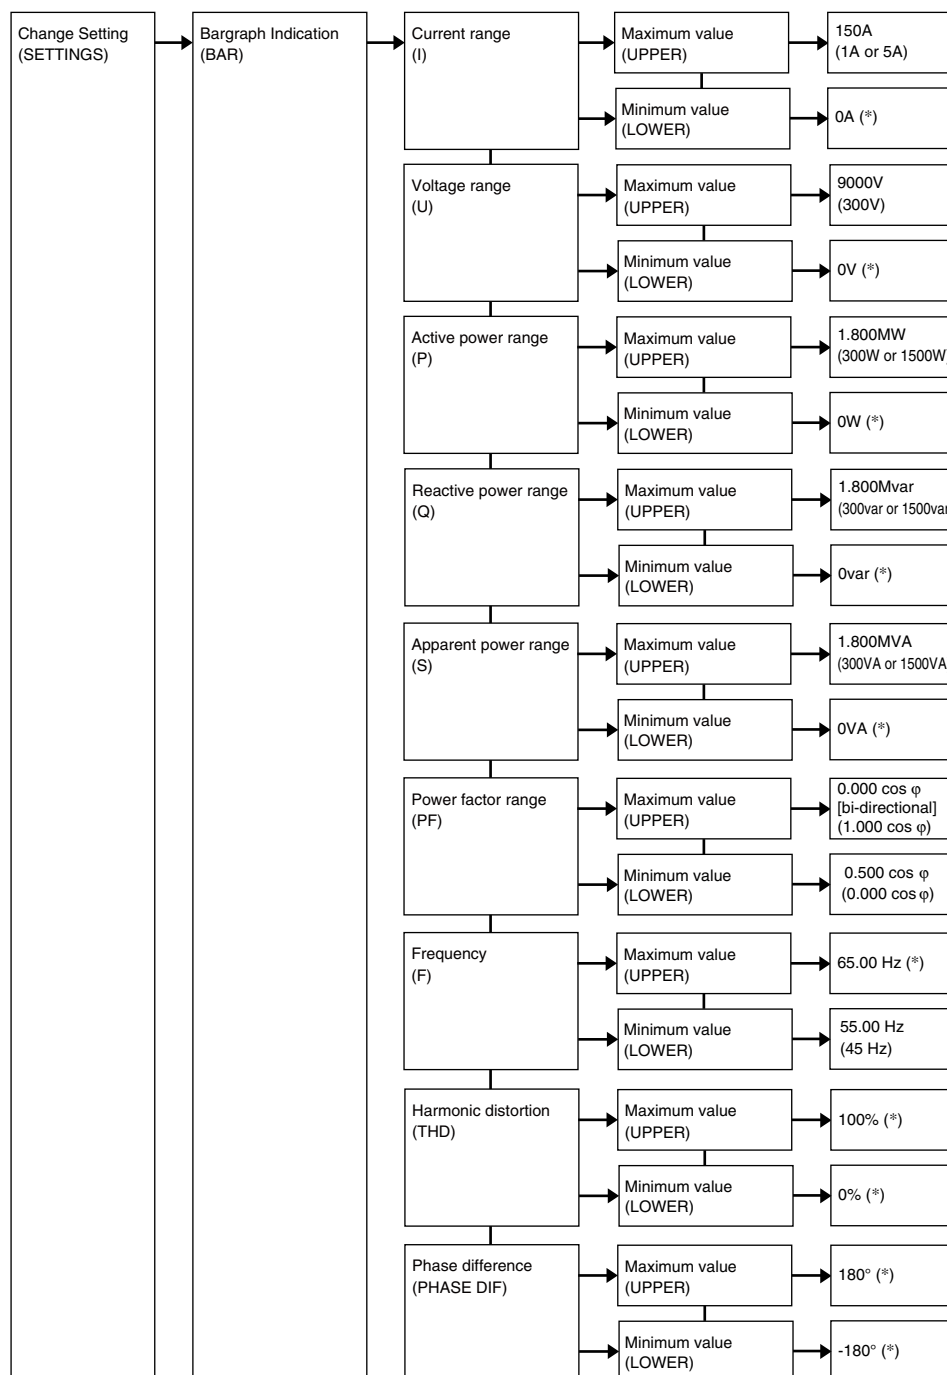 Change Setting
(SETTINGS)
Bargraph Indication
(BAR)
Current range
(I)
Maximum value
(UPPER)
150A
(1A or 5A)
Minimum value
(LOWER)
0A (*)
Voltage range
(U)
Maximum value
(UPPER)
9000V
(300V)
Minimum value
(LOWER)
0V (*)
Active power range
(P)
Maximum value
(UPPER)
1.800MW
(300W or 1500W)
Minimum value
(LOWER)
0W (*)
Reactive power range
(Q)
Maximum value
(UPPER)
1.800Mvar
(300var or 1500var
Minimum value
(LOWER)
0var (*)
Apparent power range
(S)
Maximum value
(UPPER)
1.800MVA
(300VA or 1500VA
Minimum value
(LOWER)
0VA (*)
Power factor range
(PF)
Maximum value
(UPPER)
0.000 cos φ
[bi-directional]
(1.000 cos φ)
Minimum value
(LOWER)
0.500 cos φ
(0.000 cos φ)
Frequency
(F)
Maximum value
(UPPER)
65.00 Hz (*)
Minimum value
(LOWER)
55.00 Hz
(45 Hz)
Harmonic distortion
(THD)
Maximum value
(UPPER)
100% (*)
Minimum value
(LOWER)
0% (*)
Phase difference
(PHASE DIF)
Maximum value
(UPPER)
180° (*)
Minimum value
(LOWER)
-180° (*)